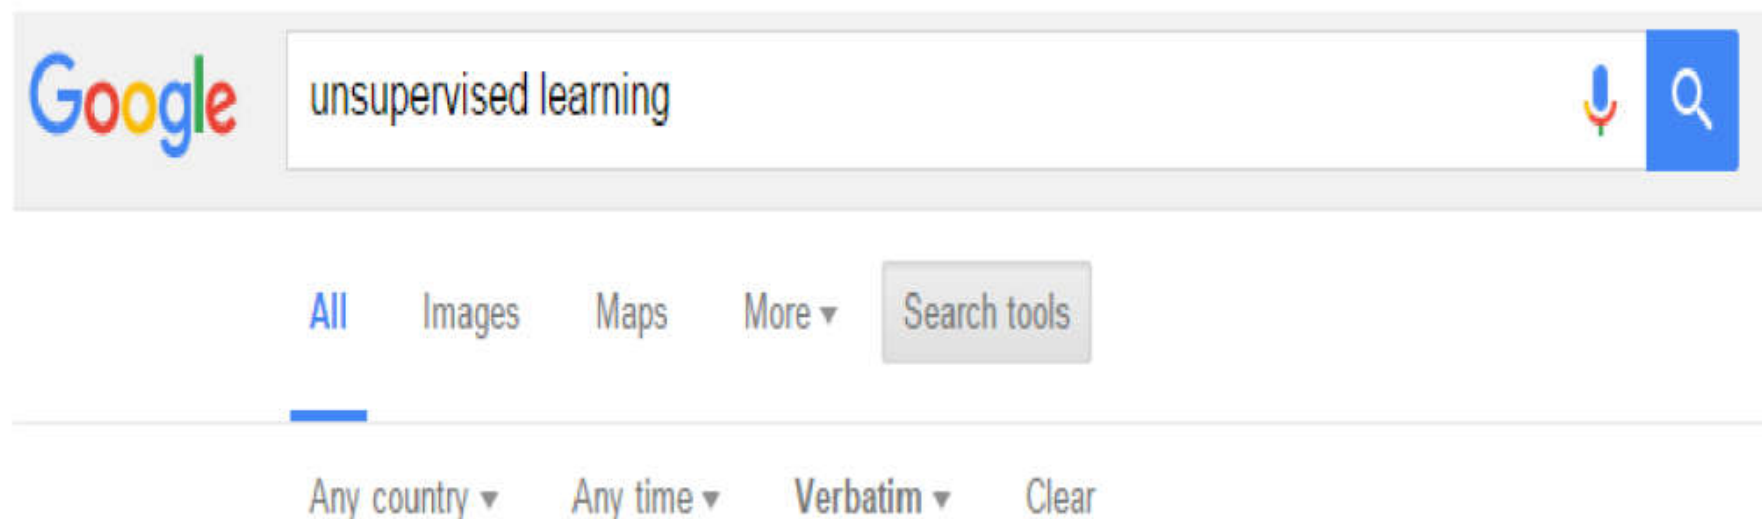 Google unsupervised learning
All Images Maps More Search tools
Any country Any time Verbatim Clear